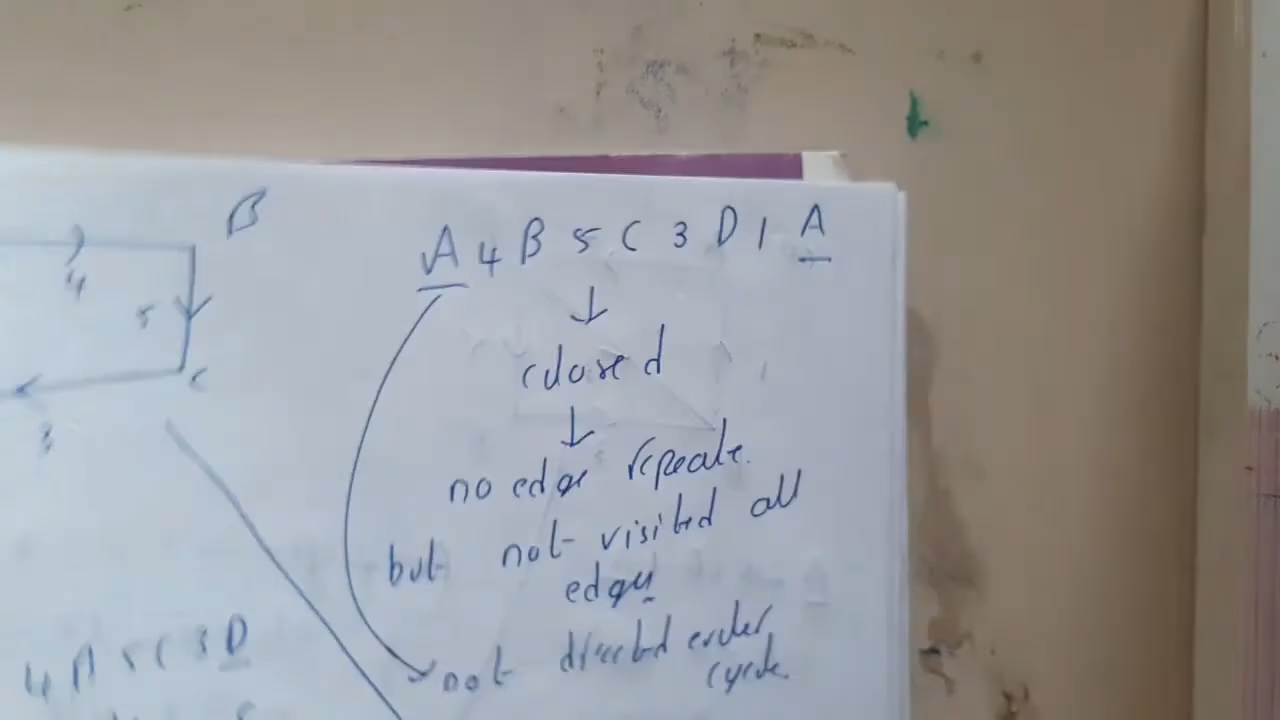 B
A 4 B 5 C 3 D 1 A
4
5
closed
C
3
no edge repeate.
but not visited all
edges
not directed euler
cycle.
5 C 3 D